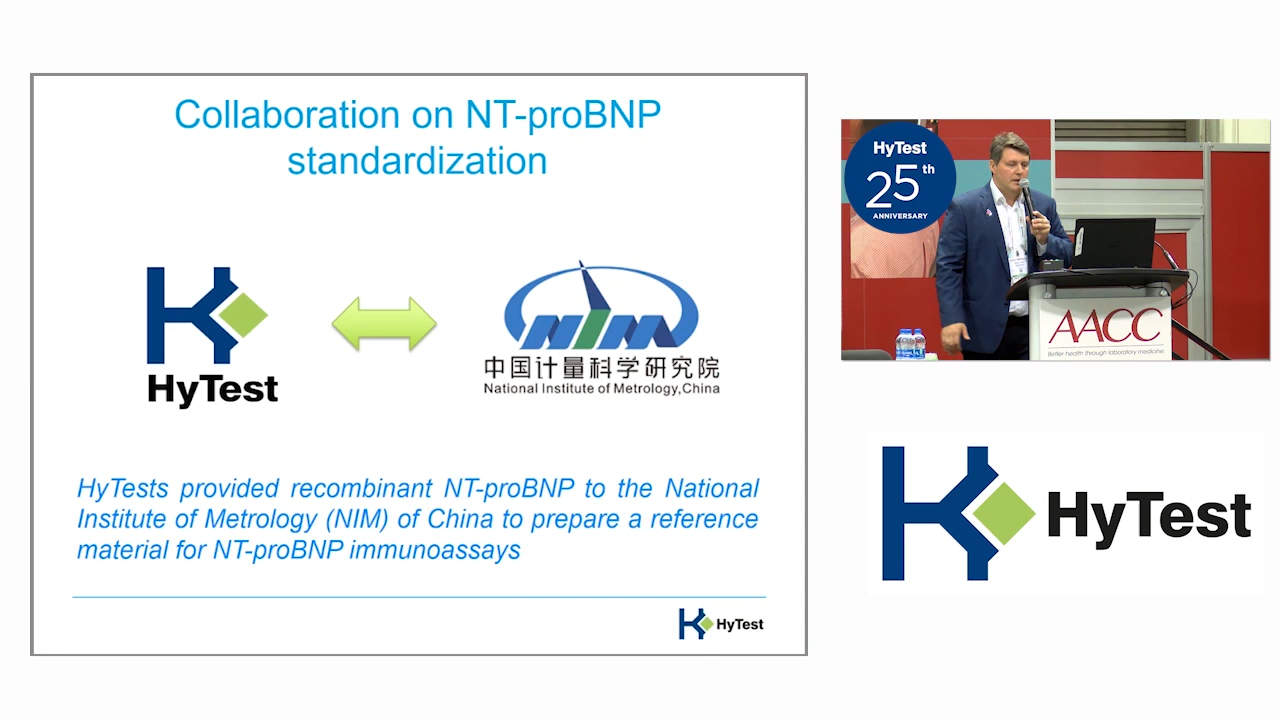 Collaboration on NT-proBNP
standardization
HyTest
NIM
中国计量科学研究院
National Institute of Metrology,China
HyTests provided recombinant NT-proBNP to the National
Institute of Metrology (NIM) of China to prepare a reference
material for NT-proBNP immunoassays
HyTest
HyTest
25th
ANNIVERSARY
AACC
Better health through laboratory medicine
HyTest